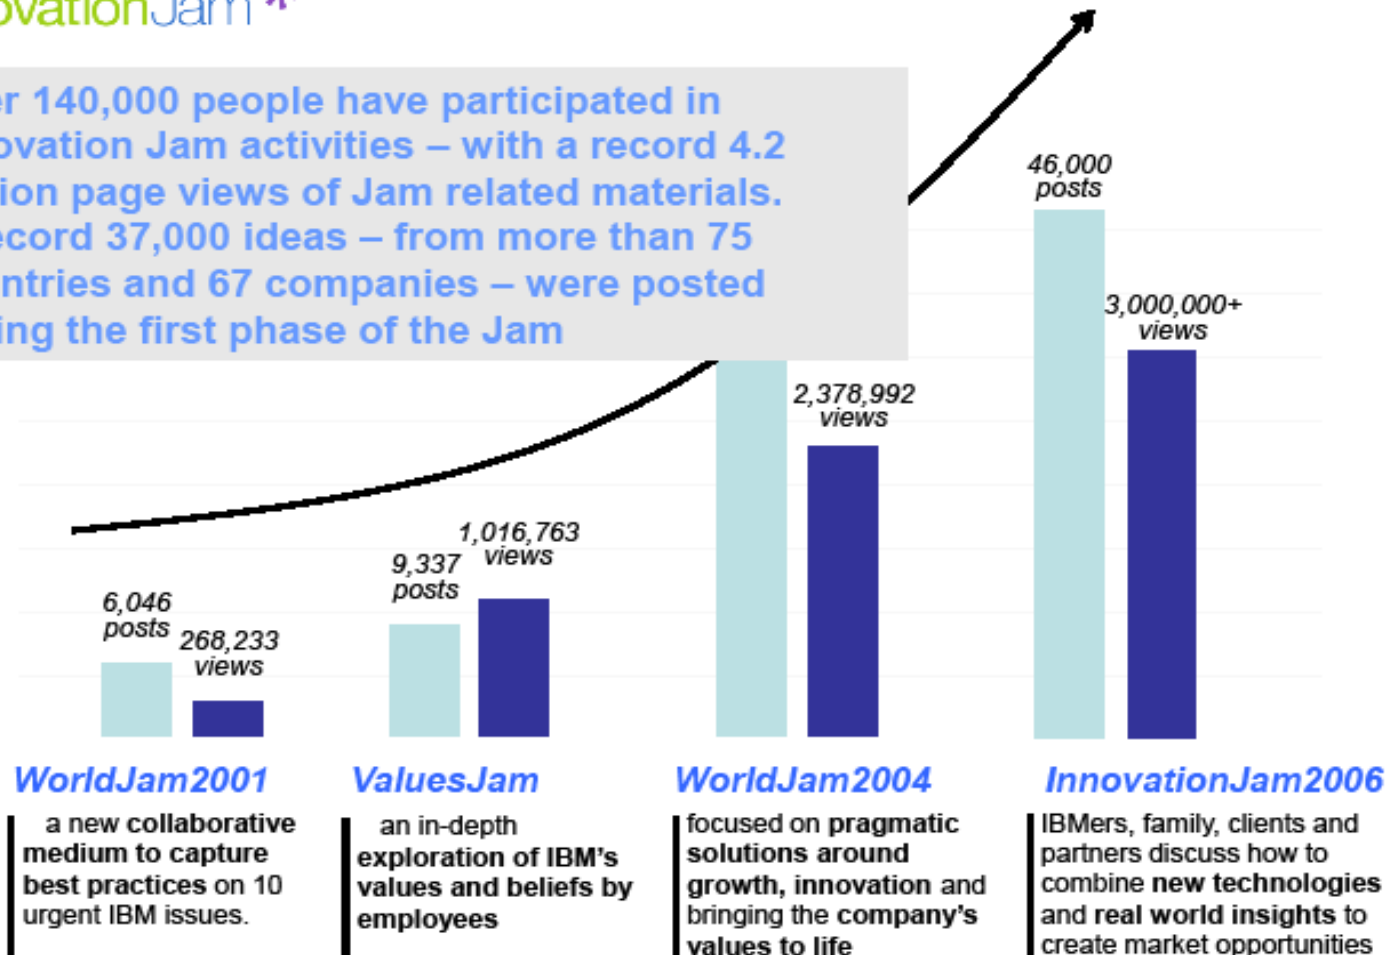 ovationJam *
er 140,000 people have participated in
ovation Jam activities – with a record 4.2
ion page views of Jam related materials.
ecord 37,000 ideas – from more than 75
ntries and 67 companies – were posted
ing the first phase of the Jam
46,000
posts
3,000,000+
views
2,378,992
views
1,016,763
views
9,337
posts
6,046
posts
268,233
views
WorldJam2001
a new collaborative
medium to capture
best practices on 10
urgent IBM issues.
ValuesJam
an in-depth
exploration of IBM's
values and beliefs by
employees
WorldJam2004
focused on pragmatic
solutions around
growth, innovation and
bringing the company's
values to life
InnovationJam2006
IBMers, family, clients and
partners discuss how to
combine new technologies
and real world insights to
create market opportunities